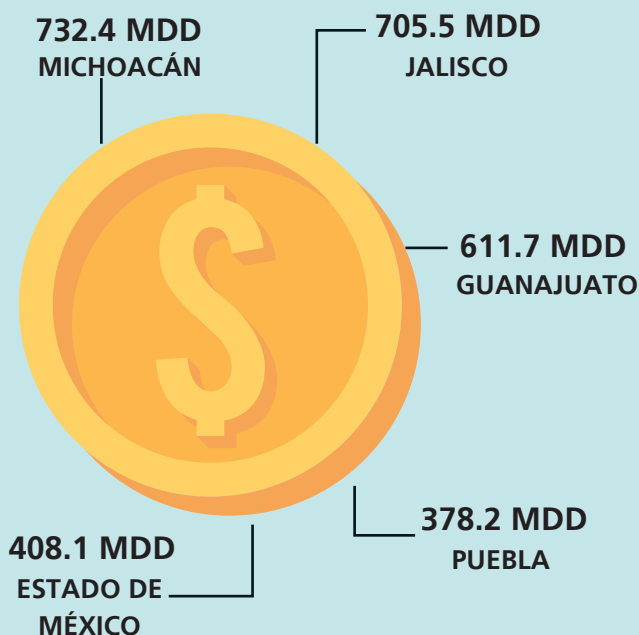 732.4 MDD
MICHOACÁN
705.5 MDD
JALISCO
$
611.7 MDD
GUANAJUATO
408.1 MDD
ESTADO DE
MÉXICO
378.2 MDD
PUEBLA